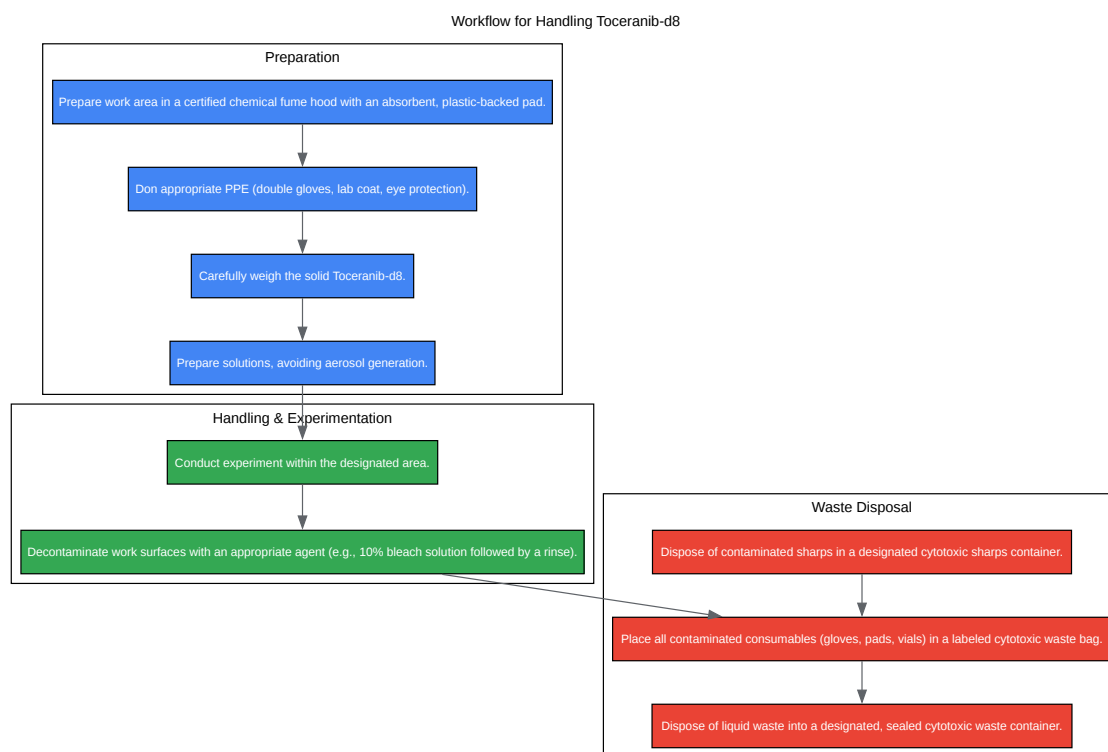 Workflow for Handling Toceranib-d8
Preparation
Prepare work area in a certified chemical fume hood with an absorbent, plastic-backed pad.
Don appropriate PPE (double gloves, lab coat, eye protection).
Carefully weigh the solid Toceranib-d8.
Prepare solutions, avoiding aerosol generation.
Handling & Experimentation
Conduct experiment within the designated area.
Decontaminate work surfaces with an appropriate agent (e.g., 10% bleach solution followed by a rinse).
Waste Disposal
Dispose of contaminated sharps in a designated cytotoxic sharps container.
Place all contaminated consumables (gloves, pads, vials) in a labeled cytotoxic waste bag.
Dispose of liquid waste into a designated, sealed cytotoxic waste container.